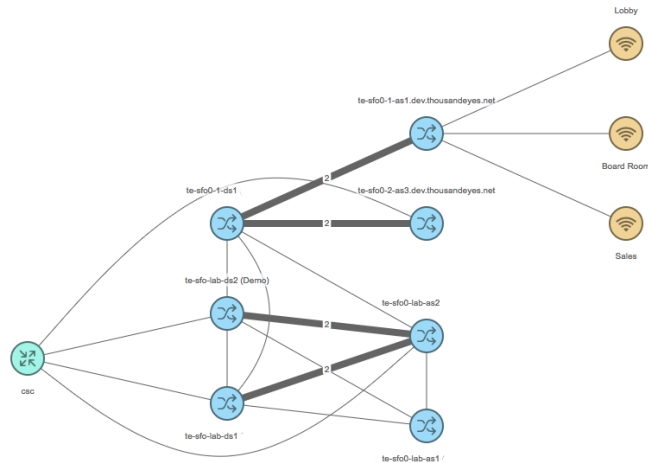 Lobby
te-sfo0-1-as1.dev.thousandeyes.net
Board Room
2
te-sfo0-1-ds1
te-sfo0-2-as3.dev.thousandeyes.net
2
Sales
te-sfo-lab-ds2 (Demo)
te-sfo0-lab-as2
2
2
csc
te-sfo-lab-ds1
te-sfo0-lab-as1